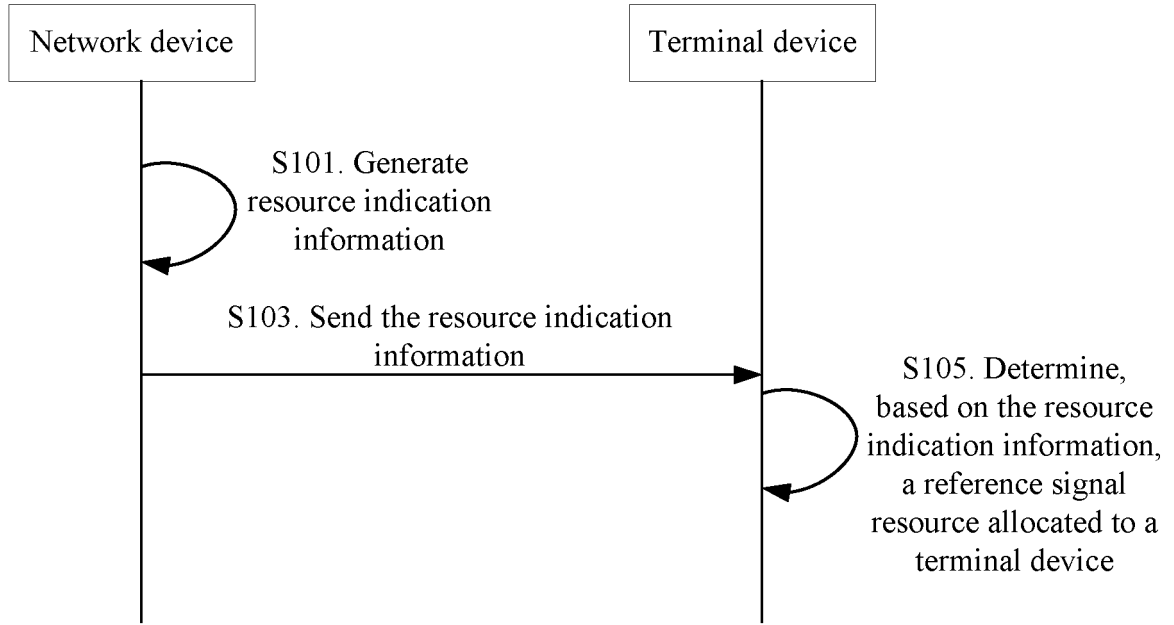 Network device
Terminal device
S101. Generate
resource indication
information
S103. Send the resource indication
information
S105. Determine,
based on the resource
indication information,
a reference signal
resource allocated to a
terminal device